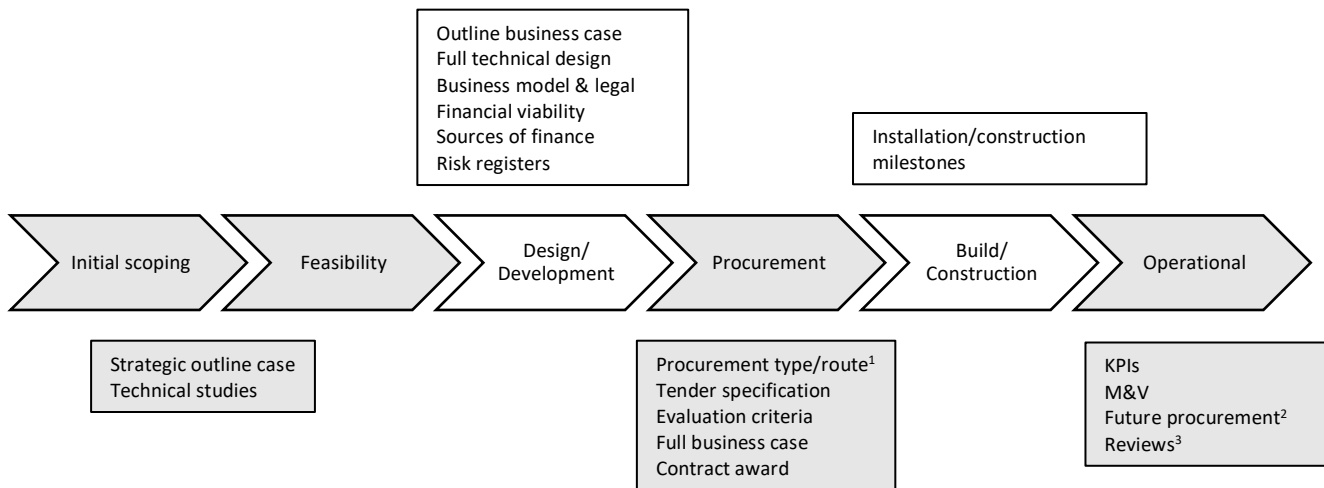 Outline business case
Full technical design
Business model & legal
Financial viability
Sources of finance
Risk registers
Installation/construction
milestones
Initial scoping
Feasibility
Design/
Development
Procurement
Build/
Construction
Operational
Strategic outline case
Technical studies
Procurement type/route¹
Tender specification
Evaluation criteria
Full business case
Contract award
KPIs
M&V
Future procurement²
Reviews³